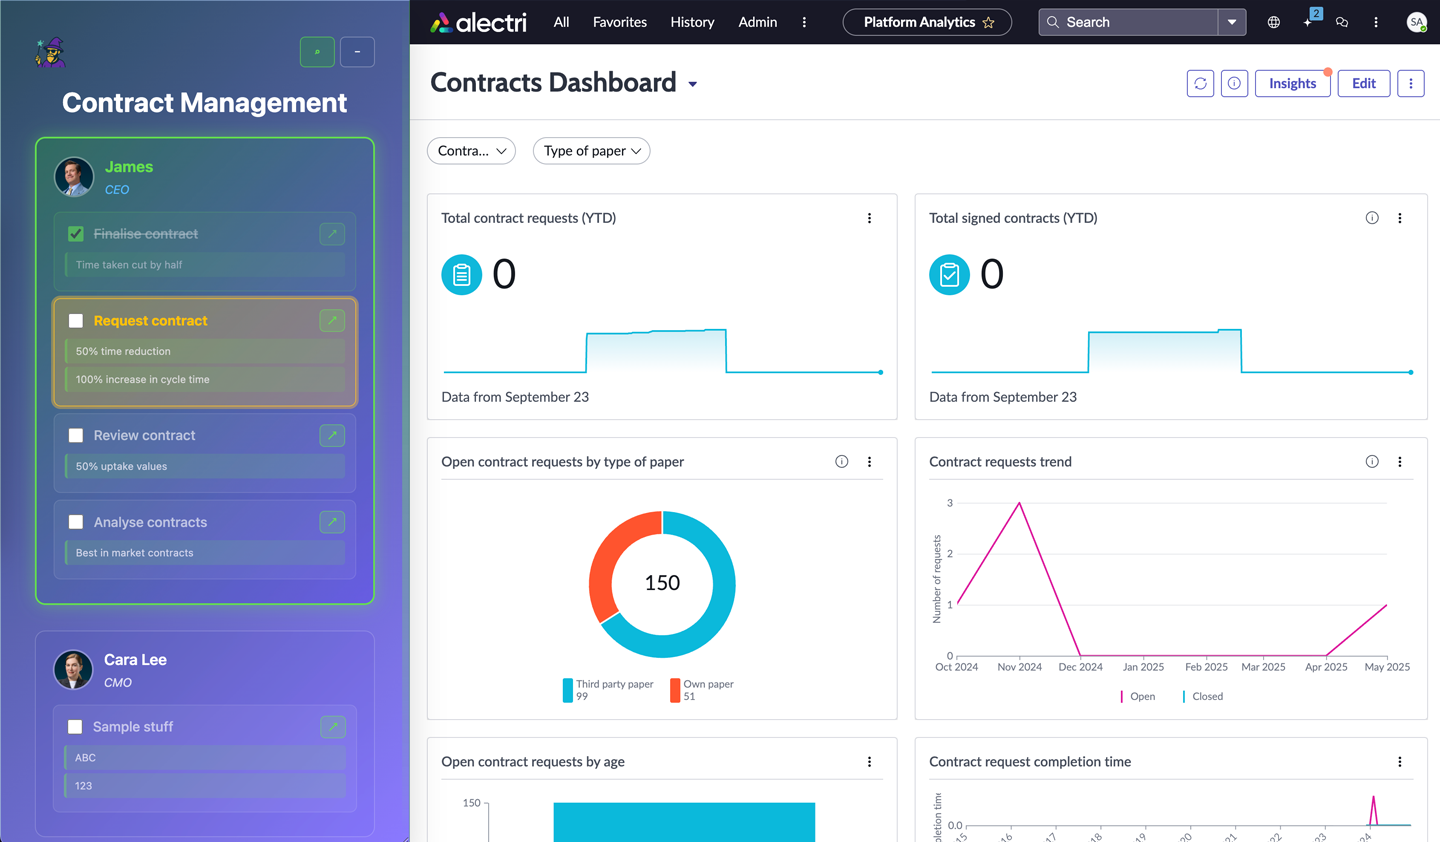 Contract Management
James
CEO
Finalise contract
Time taken cut by half
Request contract
50% time reduction
100% increase in cycle time
Review contract
50% uptake values
Analyse contracts
Best in market contracts
Cara Lee
CMO
Sample stuff
ABC
123
alectri
All
Favorites
History
Admin
Platform Analytics
Search
2
SA
Contracts Dashboard
Insights
Edit
Contra...
Type of paper
Total contract requests (YTD)
0
Data from September 23
Total signed contracts (YTD)
0
Data from September 23
Open contract requests by type of paper
150
Third party paper
99
Own paper
51
Contract requests trend
Number of requests
3
2
1
0
Oct 2024
Nov 2024
Dec 2024
Jan 2025
Feb 2025
Mar 2025
Apr 2025
May 2025
Open
Closed
Open contract requests by age
150
Contract request completion time
0.0